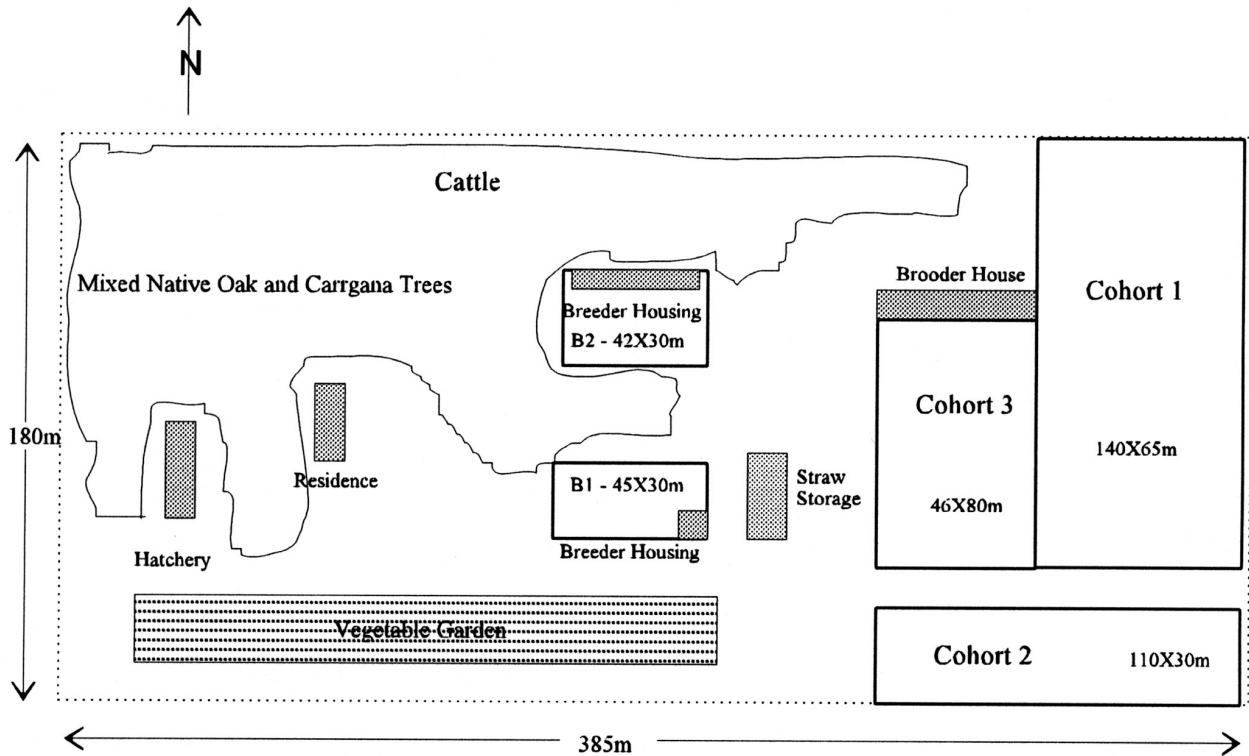 N
Cattle
Mixed Native Oak and Carrgana Trees
Brooder House
Cohort 1
Breeder Housing
B2 - 42X30m
Cohort 3
180m
140X65m
Residence
B1 - 45X30m
Straw
Storage
46X80m
Hatchery
Breeder Housing
Vegetable Garden
Cohort 2
110X30m
385m